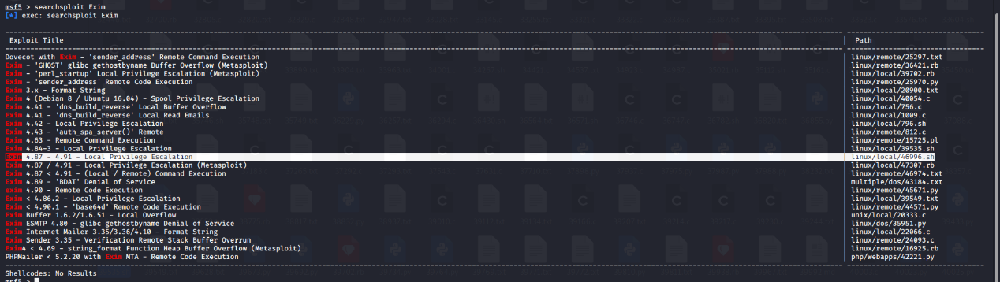 msf5 > searchsploit Exim
[*] exec: searchsploit Exim
Exploit Title | Path
Dovecot with Exim - 'sender_address' Remote Command Execution | linux/remote/25297.txt
Exim - 'GHOST' glibc gethostbyname Buffer Overflow (Metasploit) | linux/remote/36421.rb
Exim - 'perl_startup' Local Privilege Escalation (Metasploit) | linux/local/39702.rb
Exim - 'sender_address' Remote Code Execution | linux/remote/25970.py
Exim 3.x - Format String | linux/local/20900.txt
Exim 4 (Debian 8 / Ubuntu 16.04) - Spool Privilege Escalation | linux/local/40054.c
Exim 4.41 - 'dns_build_reverse' Local Buffer Overflow | linux/local/756.c
Exim 4.41 - 'dns_build_reverse' Local Read Emails | linux/local/1009.c
Exim 4.42 - Local Privilege Escalation | linux/local/796.sh
Exim 4.43 - 'auth_spa_server()' Remote | linux/remote/812.c
Exim 4.63 - Remote Command Execution | linux/remote/15725.pl
Exim 4.84-3 - Local Privilege Escalation | linux/local/39535.sh
Exim 4.87 - 4.91 - Local Privilege Escalation | linux/local/46996.sh
Exim 4.87 / 4.91 - Local Privilege Escalation (Metasploit) | linux/local/47307.rb
Exim 4.87 < 4.91 - (Local / Remote) Command Execution | linux/remote/46974.txt
Exim 4.89 - 'BDAT' Denial of Service | multiple/dos/43184.txt
exim 4.90 - Remote Code Execution | linux/remote/45671.py
Exim < 4.86.2 - Local Privilege Escalation | linux/local/39549.txt
Exim < 4.90.1 - 'base64d' Remote Code Execution | linux/remote/44571.py
Exim Buffer 1.6.2/1.6.51 - Local Overflow | unix/local/20333.c
Exim ESMTP 4.80 - glibc gethostbyname Denial of Service | linux/dos/35951.py
Exim Internet Mailer 3.35/3.36/4.10 - Format String | linux/local/22066.c
Exim Sender 3.35 - Verification Remote Stack Buffer Overrun | linux/remote/24093.c
Exim4 < 4.69 - string_format Function Heap Buffer Overflow (Metasploit) | linux/remote/16925.rb
PHPMailer < 5.2.20 with Exim MTA - Remote Code Execution | php/webapps/42221.py
Shellcodes: No Results
msf5 >